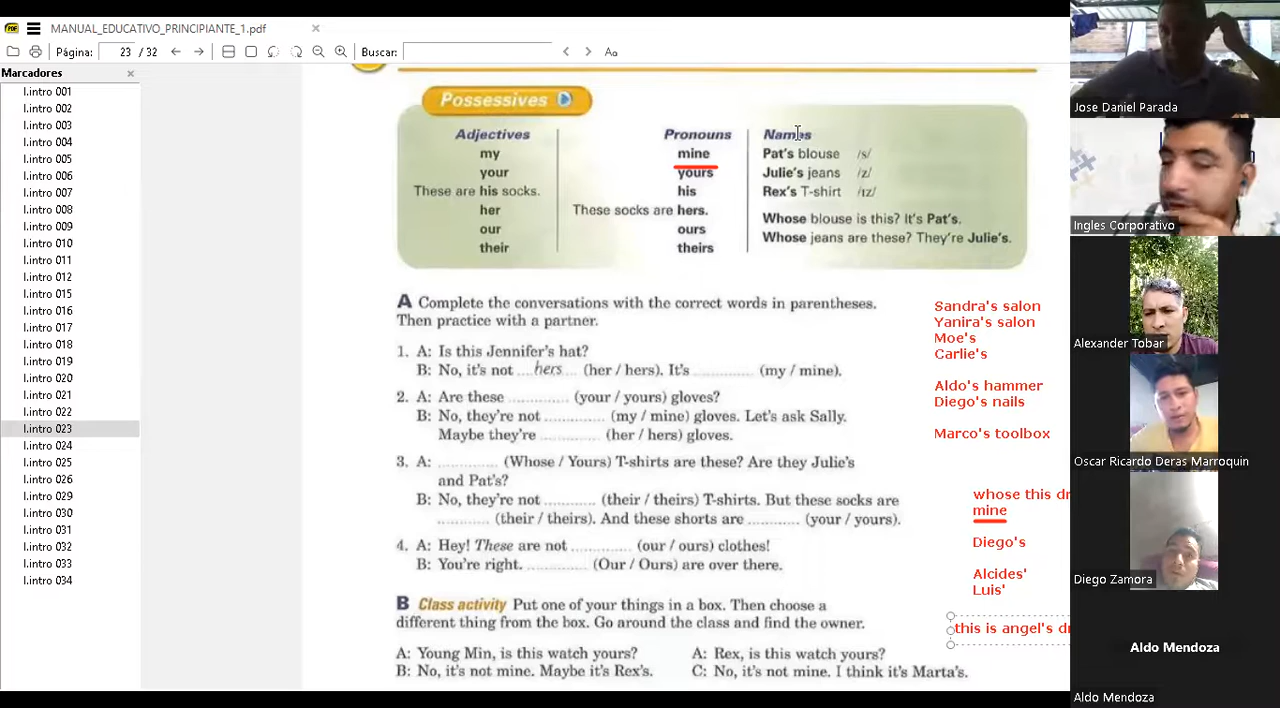 MANUAL_EDUCATIVO_PRINCIPIANTE_1.pdf
Página: 23 / 32 Buscar: Aa
Marcadores
I.intro 001
I.intro 002
I.intro 003
I.intro 004
I.intro 005
I.intro 006
I.intro 007
I.intro 008
I.intro 009
I.intro 010
I.intro 011
I.intro 012
I.intro 015
I.intro 016
I.intro 017
I.intro 018
I.intro 019
I.intro 020
I.intro 021
I.intro 022
I.intro 023
I.intro 024
I.intro 025
I.intro 026
I.intro 029
I.intro 030
I.intro 031
I.intro 032
I.intro 033
I.intro 034
Possessives
Adjectives
my
your
These are his socks.
her
our
their
Pronouns
mine
yours
his
These socks are hers.
ours
theirs
Names
Pat's blouse /s/
Julie's jeans /z/
Rex's T-shirt /ɪz/
Whose blouse is this? It's Pat's.
Whose jeans are these? They're Julie's.
A Complete the conversations with the correct words in parentheses.
Then practice with a partner.
1. A: Is this Jennifer's hat?
B: No, it's not hers (her / hers). It's ............ (my / mine).
2. A: Are these ............ (your / yours) gloves?
B: No, they're not ............ (my / mine) gloves. Let's ask Sally.
Maybe they're ............ (her / hers) gloves.
3. A: ............ (Whose / Yours) T-shirts are these? Are they Julie's
and Pat's?
B: No, they're not ............ (their / theirs) T-shirts. But these socks are
............ (their / theirs). And these shorts are ............ (your / yours).
4. A: Hey! These are not ............ (our / ours) clothes!
B: You're right. ............ (Our / Ours) are over there.
B Class activity Put one of your things in a box. Then choose a
different thing from the box. Go around the class and find the owner.
A: Young Min, is this watch yours?
B: No, it's not mine. Maybe it's Rex's.
A: Rex, is this watch yours?
C: No, it's not mine. I think it's Marta's.
Sandra's salon
Yanira's salon
Moe's
Carlie's
Aldo's hammer
Diego's nails
Marco's toolbox
whose this dr
mine
Diego's
Alcides'
Luis'
this is angel's dr
Jose Daniel Parada
Ingles Corporativo
Alexander Tobar
Oscar Ricardo Deras Marroquin
Diego Zamora
Aldo Mendoza
Aldo Mendoza